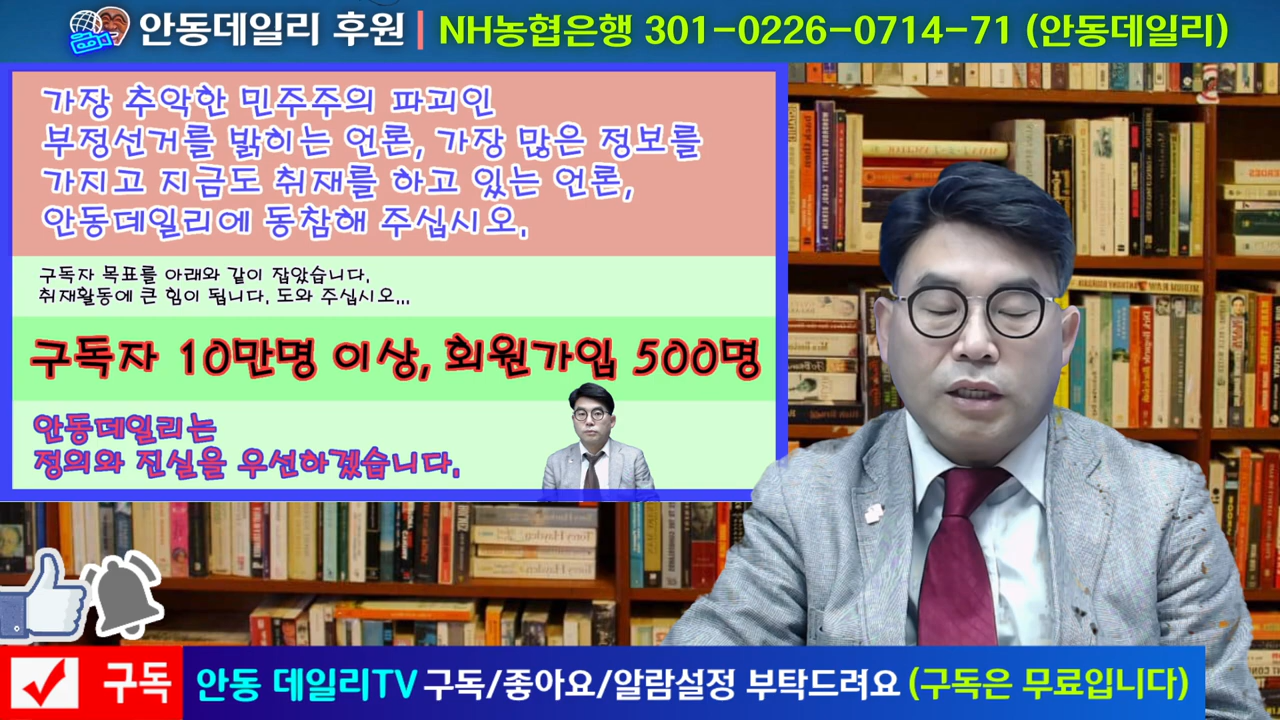 안동데일리 후원 | NH농협은행 301-0226-0714-71 (안동데일리)
가장 추악한 민주주의 파괴인
부정선거를 밝히는 언론, 가장 많은 정보를
가지고 지금도 취재를 하고 있는 언론,
안동데일리에 동참해 주십시오.
구독자 목표를 아래와 같이 잡았습니다.
취재활동에 큰 힘이 됩니다. 도와 주십시오...
구독자 10만명 이상, 회원가입 500명
안동데일리는
정의와 진실을 우선하겠습니다.
구독 안동 데일리TV 구독/좋아요/알람설정 부탁드려요 (구독은 무료입니다)